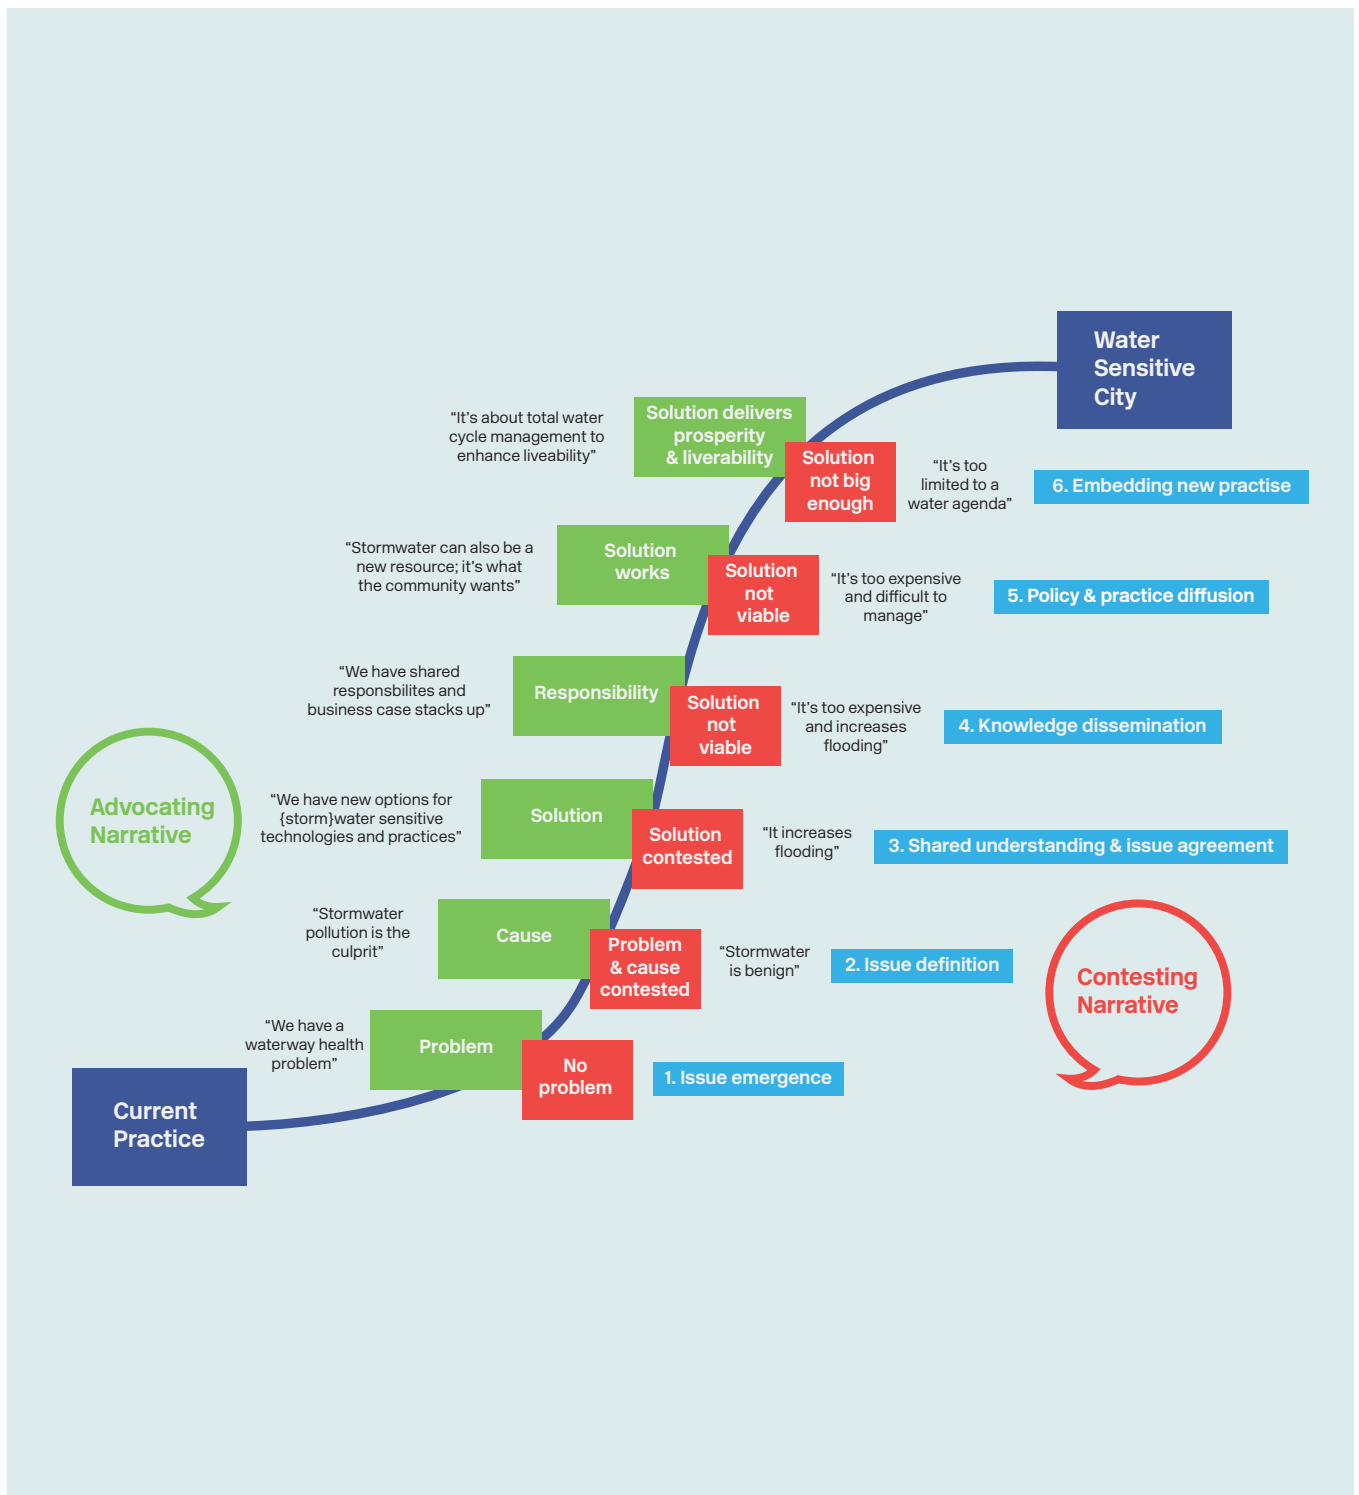 Water
Sensitive
City
“It’s about total water
cycle management to
enhance liveability”
Solution delivers
prosperity
& liverability
Solution
not big
enough
“It’s too
limited to a
water agenda”
6. Embedding new practise
“Stormwater can also be a
new resource; it’s what
the community wants”
Solution
works
Solution
not
viable
“It’s too expensive
and difficult to
manage”
5. Policy & practice diffusion
“We have shared
responsbilites and
business case stacks up”
Responsibility
Solution
not
viable
“It’s too expensive
and increases
flooding”
4. Knowledge dissemination
Advocating
Narrative
“We have new options for
{storm}water sensitive
technologies and practices”
Solution
Solution
contested
“It increases
flooding”
3. Shared understanding & issue agreement
“Stormwater
pollution is the
culprit”
Cause
Problem
& cause
contested
“Stormwater
is benign”
2. Issue definition
Contesting
Narrative
“We have a
waterway health
problem”
Problem
No
problem
1. Issue emergence
Current
Practice